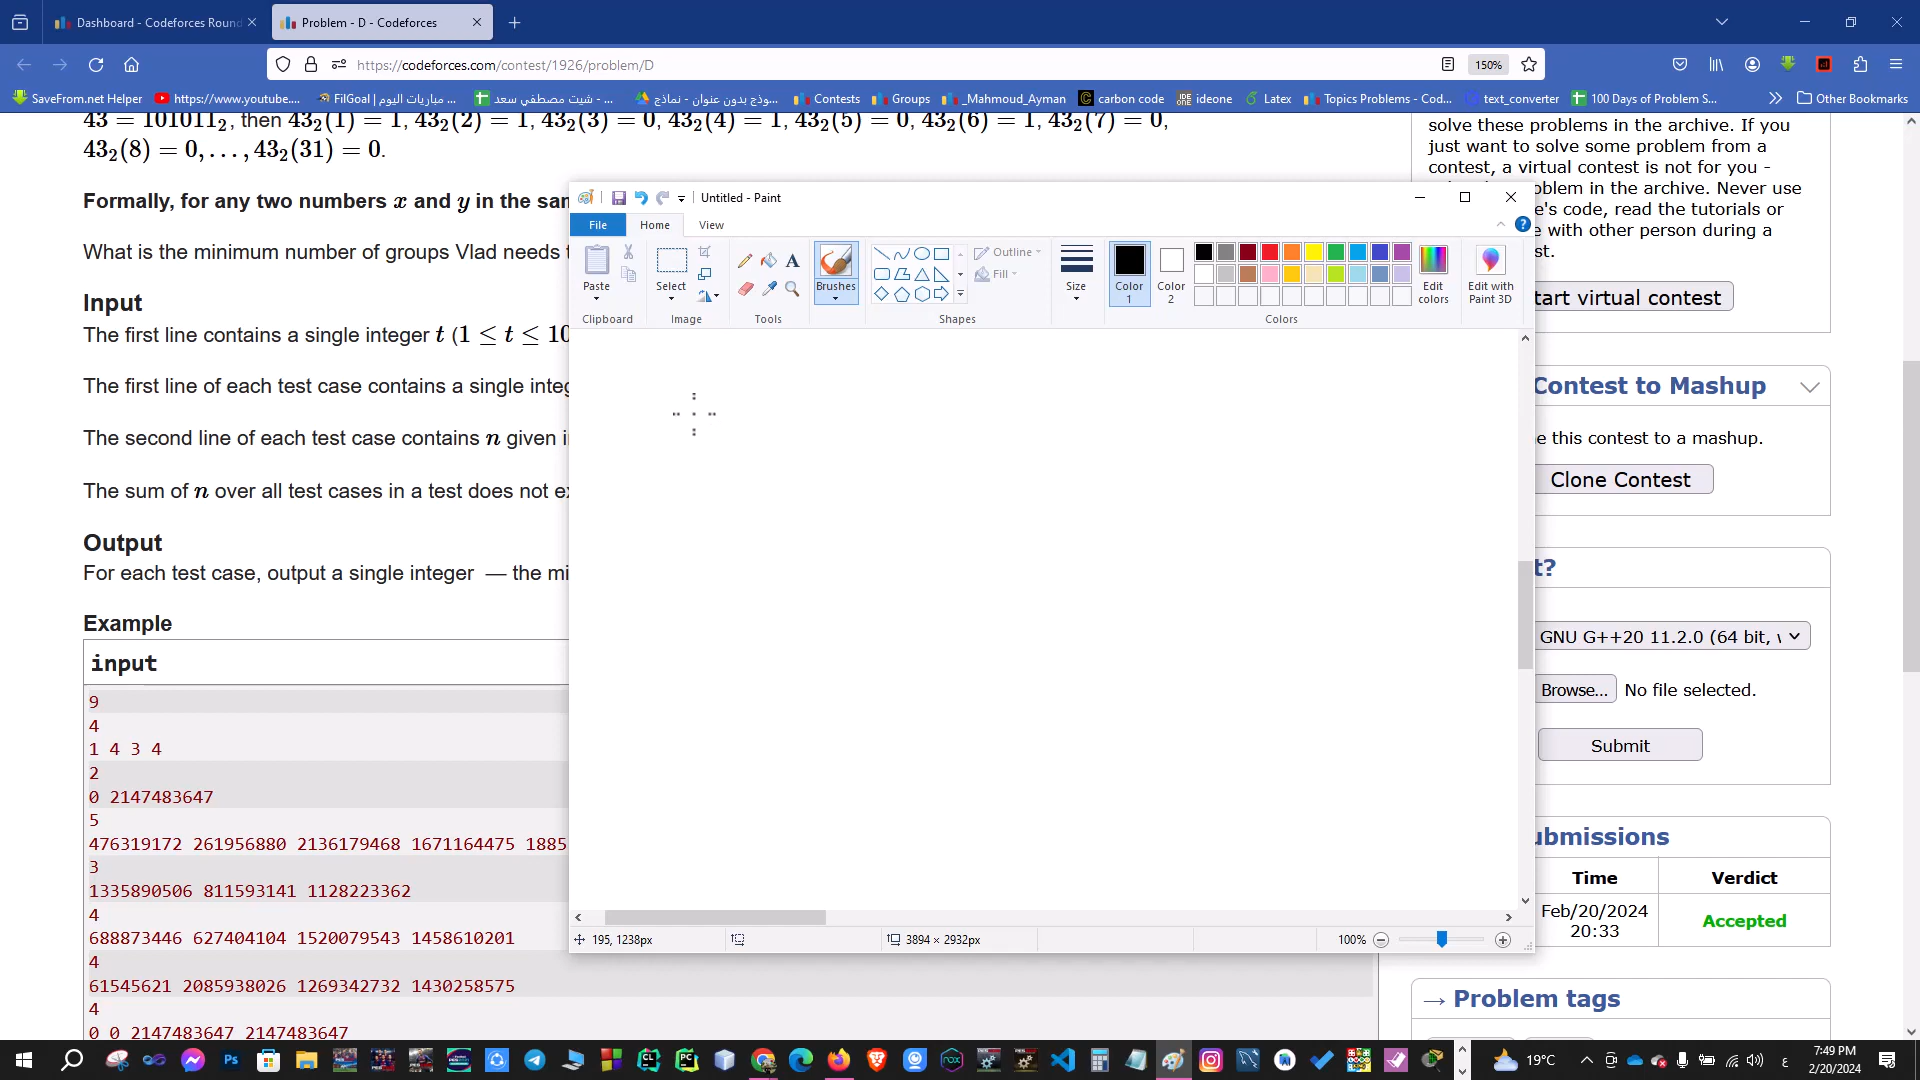 Dashboard - Codeforces Round
Problem - D - Codeforces
https://codeforces.com/contest/1926/problem/D
150%
SaveFrom.net Helper
https://www.youtube....
FilGoal | مباريات اليوم ...
شيت مصطفي سعد - ...
نموذج بدون عنوان - نماذج...
Contests
Groups
_Mahmoud_Ayman
carbon code
ideone
Latex
Topics Problems - Cod...
text_converter
100 Days of Problem S...
Other Bookmarks
43 = 101011₂, then 43₂(1) = 1, 43₂(2) = 1, 43₂(3) = 0, 43₂(4) = 1, 43₂(5) = 0, 43₂(6) = 1, 43₂(7) = 0,
43₂(8) = 0, . . . , 43₂(31) = 0.
Formally, for any two numbers x and y in the sam
What is the minimum number of groups Vlad needs t
Input
The first line contains a single integer t (1 ≤ t ≤ 10
The first line of each test case contains a single integ
The second line of each test case contains n given i
The sum of n over all test cases in a test does not ex
Output
For each test case, output a single integer — the mi
Example
input
9
4
1 4 3 4
2
0 2147483647
5
476319172 261956880 2136179468 1671164475 1885
3
1335890506 811593141 1128223362
4
688873446 627404104 1520079543 1458610201
4
61545621 2085938026 1269342732 1430258575
4
0 0 2147483647 2147483647
Untitled - Paint
File
Home
View
Paste
Clipboard
Select
Image
Tools
Brushes
Shapes
Outline
Fill
Size
Color
1
Color
2
Colors
Edit
colors
Edit with
Paint 3D
195, 1238px
3894 × 2932px
100%
solve these problems in the archive. If you
just want to solve some problem from a
contest, a virtual contest is not for you -
oblem in the archive. Never use
e's code, read the tutorials or
e with other person during a
st.
tart virtual contest
Contest to Mashup
e this contest to a mashup.
Clone Contest
t?
GNU G++20 11.2.0 (64 bit, v
Browse...
No file selected.
Submit
ubmissions
Time
Verdict
Feb/20/2024
20:33
Accepted
→ Problem tags
19°C
ع
7:49 PM
2/20/2024